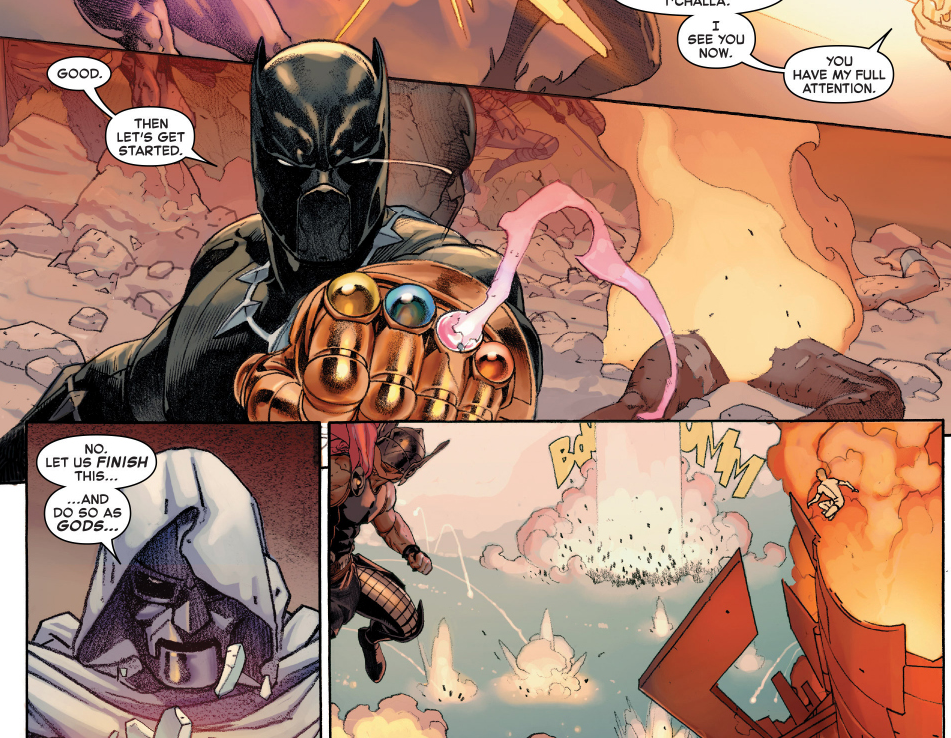 T'CHALLA.
I
SEE YOU
NOW.
YOU
HAVE MY FULL
ATTENTION.
GOOD.
THEN
LET'S GET
STARTED.
NO.
LET US FINISH
THIS...
...AND
DO SO AS
GODS...